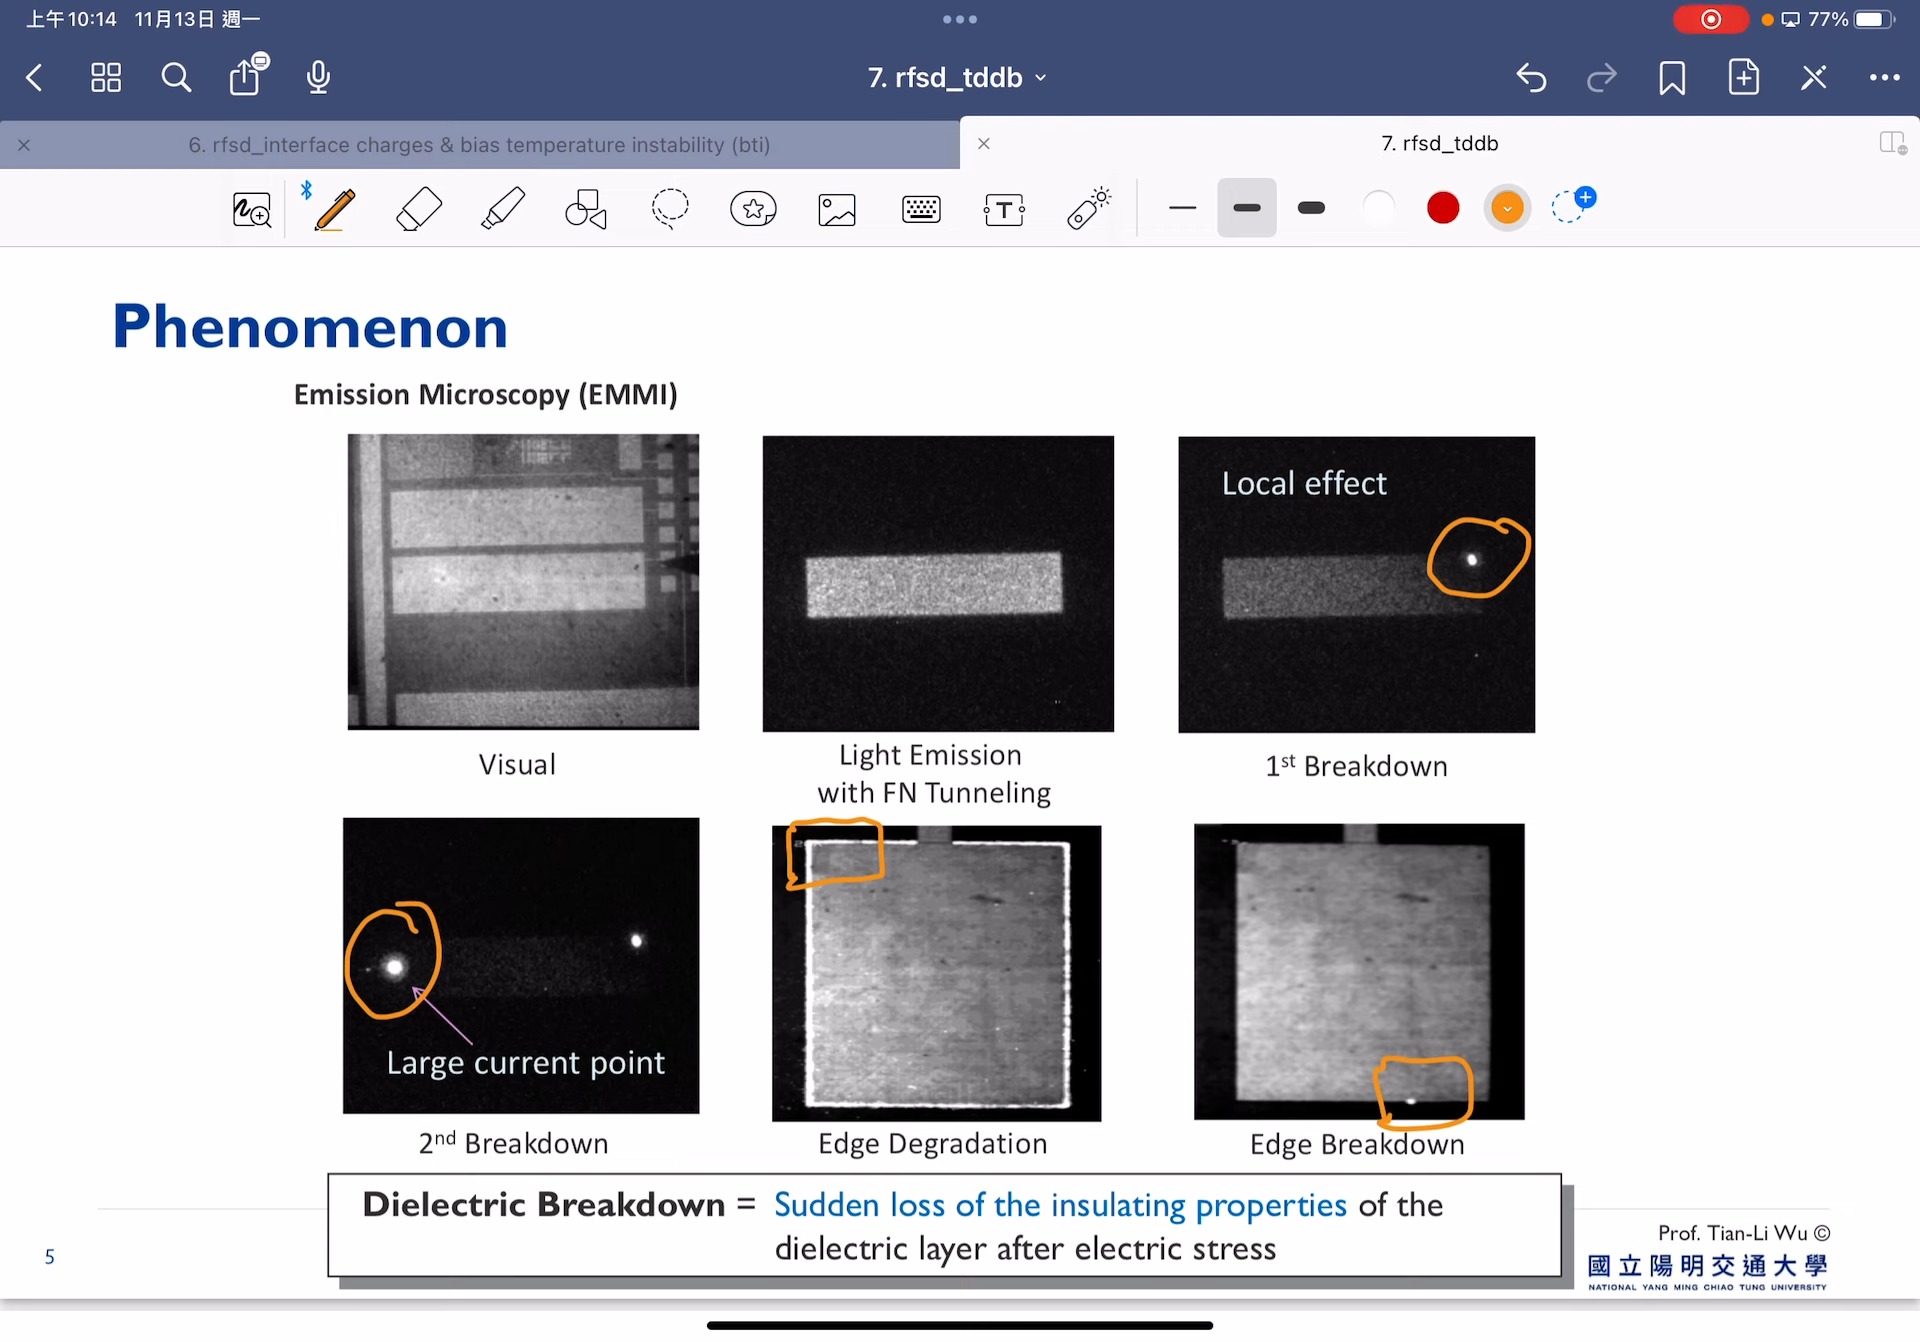 上午10:14 11月13日 週一
77%
7. rfsd_tddb
6. rfsd_interface charges & bias temperature instability (bti)
7. rfsd_tddb
T
Phenomenon
Emission Microscopy (EMMI)
Local effect
Visual
Light Emission
with FN Tunneling
1st Breakdown
Large current point
2nd Breakdown
Edge Degradation
Edge Breakdown
Dielectric Breakdown = Sudden loss of the insulating properties of the
dielectric layer after electric stress
5
Prof. Tian-Li Wu ©
國立陽明交通大學
NATIONAL YANG MING CHIAO TUNG UNIVERSITY